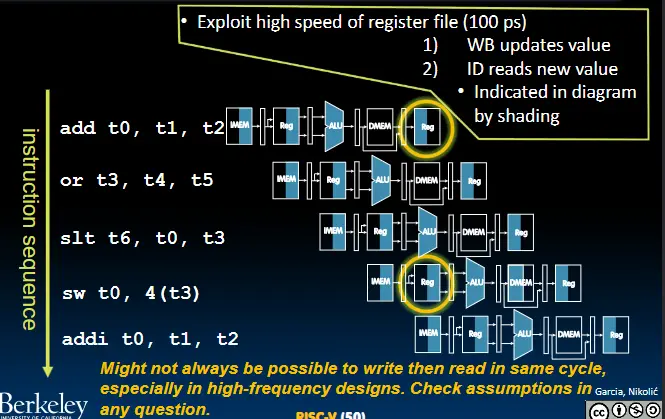 • Exploit high speed of register file (100 ps)
1) WB updates value
2) ID reads new value
• Indicated in diagram
by shading
instruction sequence
add t0, t1, t2 IMEM Reg ALU DMEM Reg
or t3, t4, t5 IMEM Reg ALU DMEM Reg
slt t6, t0, t3 IMEM Reg ALU DMEM Reg
sw t0, 4(t3) IMEM Reg ALU DMEM Reg
addi t0, t1, t2 IMEM Reg ALU DMEM Reg
Might not always be possible to write then read in same cycle,
especially in high-frequency designs. Check assumptions in
any question.
Berkeley
UNIVERSITY OF CALIFORNIA
RISC-V (50)
Garcia, Nikolić
cc